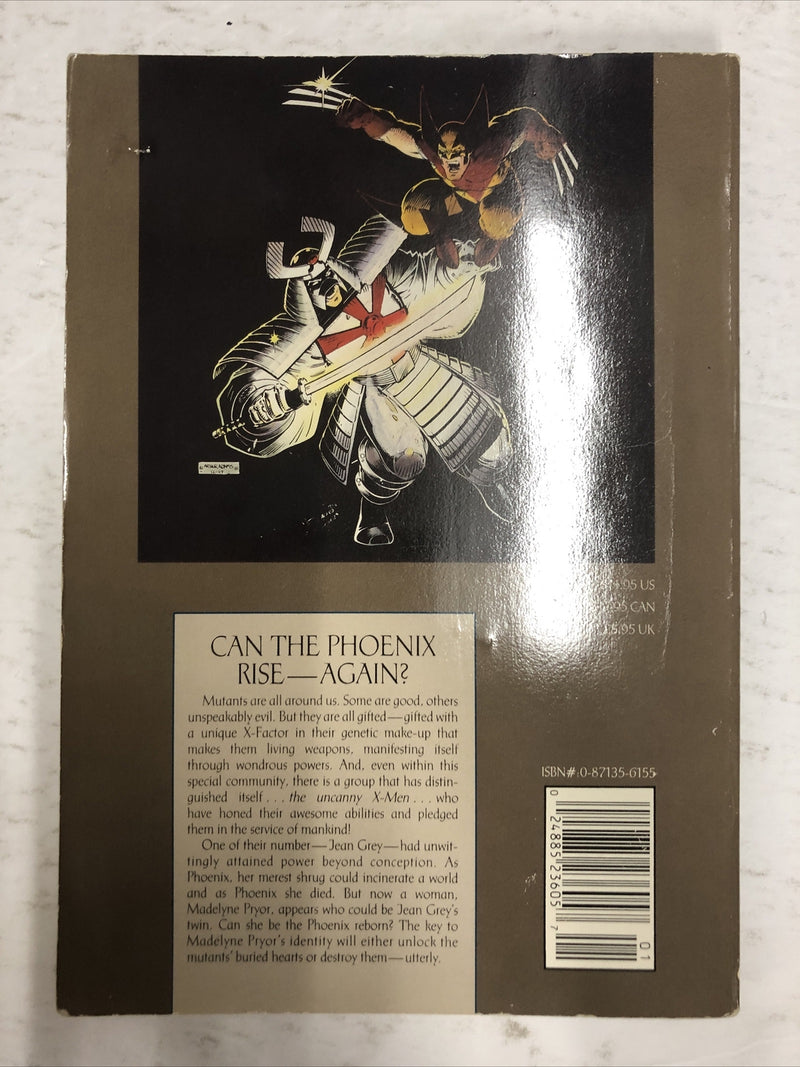 .95 US
.95 CAN
5.95 UK
CAN THE PHOENIX
RISE—AGAIN?
Mutants are all around us. Some are good, others
unspeakably evil. But they are all gifted—gifted with
a unique X-Factor in their genetic make-up that
makes them living weapons, manifesting itself
through wondrous powers. And, even within this
special community, there is a group that has distin-
guished itself . . . the uncanny X-Men . . . who
have honed their awesome abilities and pledged
them in the service of mankind!
One of their number—Jean Grey—had unwit-
tingly attained power beyond conception. As
Phoenix, her merest shrug could incinerate a world
and as Phoenix she died. But now a woman,
Madelyne Pryor, appears who could be Jean Grey's
twin. Can she be the Phoenix reborn? The key to
Madelyne Pryor's identity will either unlock the
mutants' buried hearts or destroy them—utterly.
ISBN#:0-87135-6155
0 24885 23605 7
01